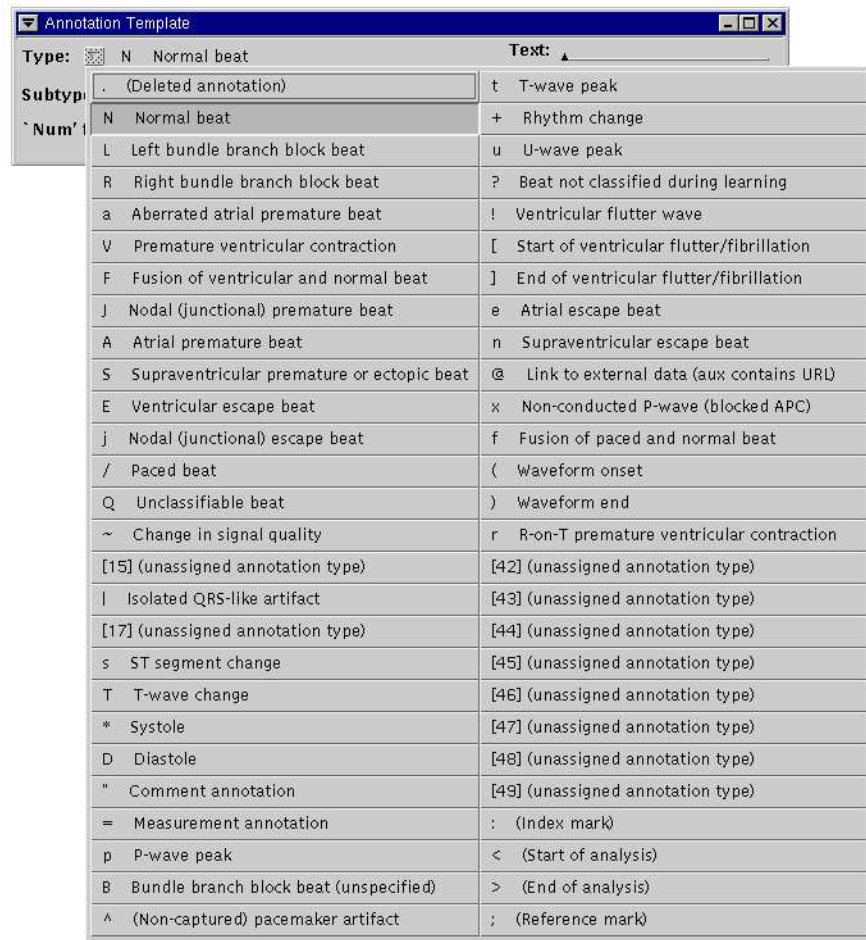 Annotation Template
Type: N Normal beat Text:
Subtyp
`Num' f
. (Deleted annotation)
N Normal beat
L Left bundle branch block beat
R Right bundle branch block beat
a Aberrated atrial premature beat
V Premature ventricular contraction
F Fusion of ventricular and normal beat
J Nodal (junctional) premature beat
A Atrial premature beat
S Supraventricular premature or ectopic beat
E Ventricular escape beat
j Nodal (junctional) escape beat
/ Paced beat
Q Unclassifiable beat
~ Change in signal quality
[15] (unassigned annotation type)
| Isolated QRS-like artifact
[17] (unassigned annotation type)
s ST segment change
T T-wave change
* Systole
D Diastole
" Comment annotation
= Measurement annotation
p P-wave peak
B Bundle branch block beat (unspecified)
^ (Non-captured) pacemaker artifact
t T-wave peak
+ Rhythm change
u U-wave peak
? Beat not classified during learning
! Ventricular flutter wave
[ Start of ventricular flutter/fibrillation
] End of ventricular flutter/fibrillation
e Atrial escape beat
n Supraventricular escape beat
@ Link to external data (aux contains URL)
x Non-conducted P-wave (blocked APC)
f Fusion of paced and normal beat
( Waveform onset
) Waveform end
r R-on-T premature ventricular contraction
[42] (unassigned annotation type)
[43] (unassigned annotation type)
[44] (unassigned annotation type)
[45] (unassigned annotation type)
[46] (unassigned annotation type)
[47] (unassigned annotation type)
[48] (unassigned annotation type)
[49] (unassigned annotation type)
: (Index mark)
< (Start of analysis)
> (End of analysis)
; (Reference mark)